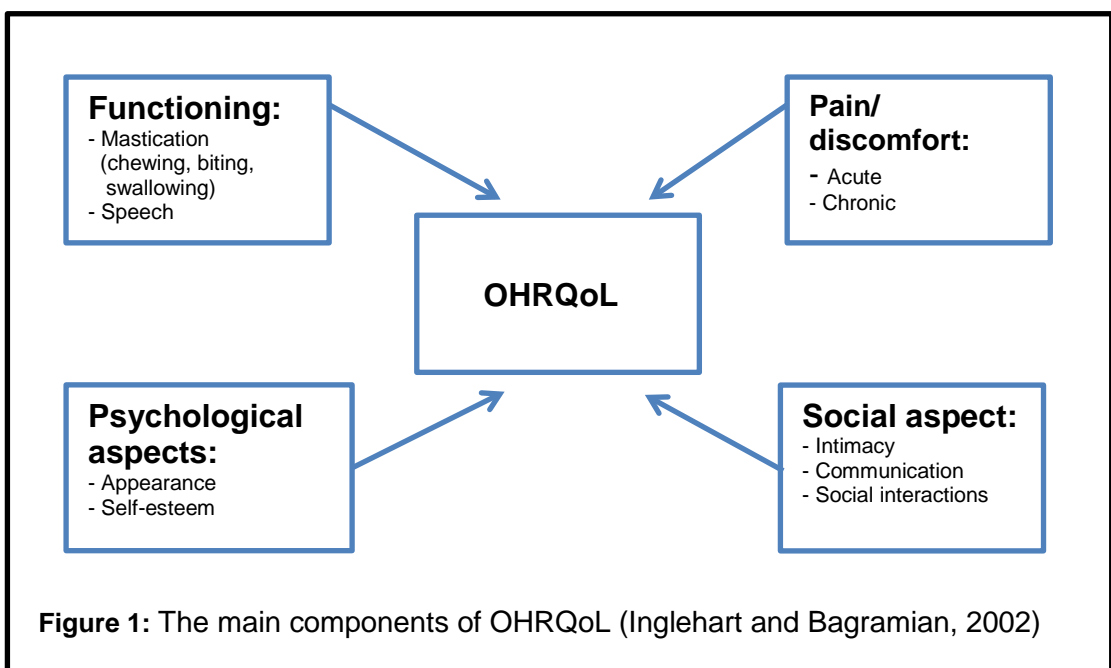 Functioning:
- Mastication
(chewing, biting,
swallowing)
- Speech
Pain/
discomfort:
- Acute
- Chronic
OHRQoL
Psychological
aspects:
- Appearance
- Self-esteem
Social aspect:
- Intimacy
- Communication
- Social interactions
Figure 1: The main components of OHRQoL (Inglehart and Bagramian, 2002)